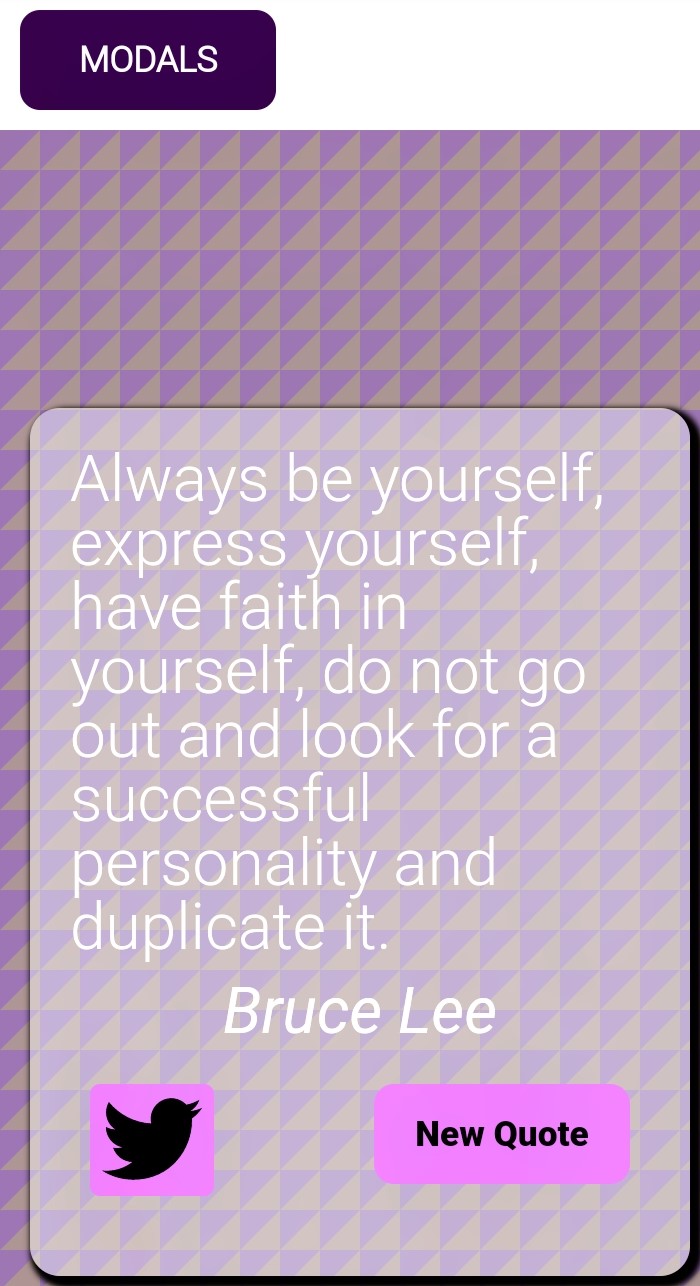 MODALS
Always be yourself,
express yourself,
have faith in
yourself, do not go
out and look for a
successful
personality and
duplicate it.
Bruce Lee
New Quote